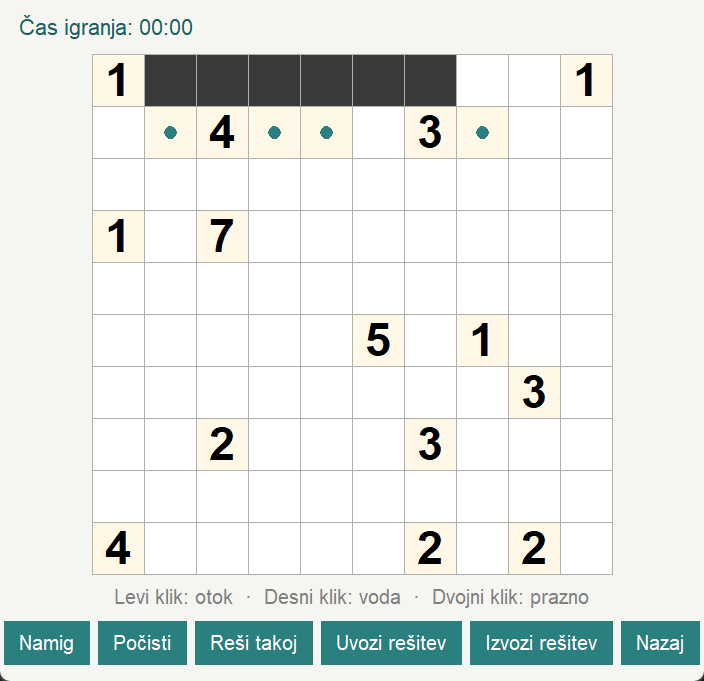 Čas igranja: 00:00
1 1
4 3
1 7
5 1
3
2 3
4 2 2
Levi klik: otok · Desni klik: voda · Dvojni klik: prazno
Namig Počisti Reši takoj Uvozi rešitev Izvozi rešitev Nazaj